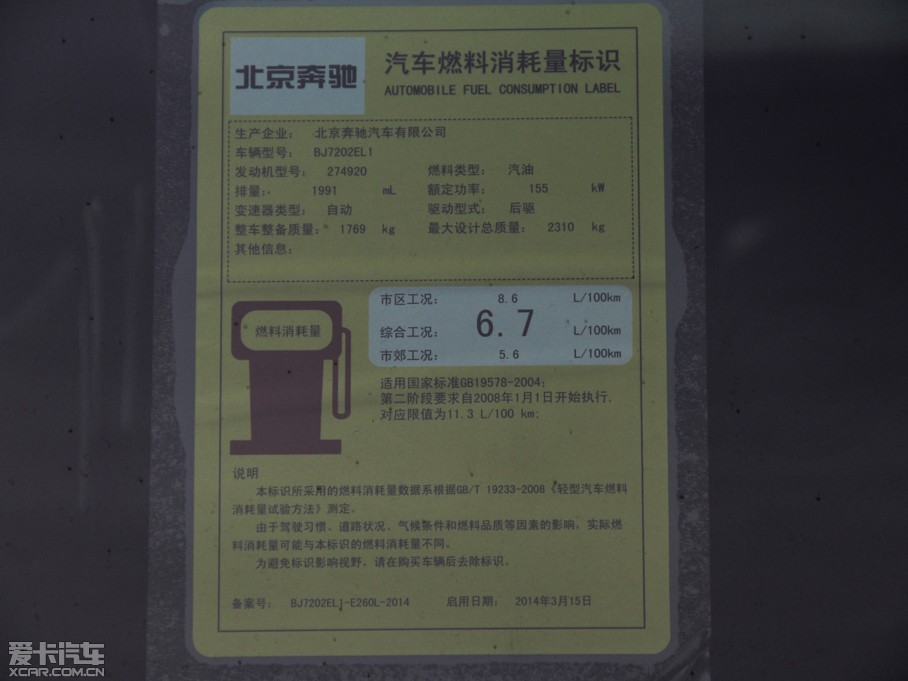 北京奔驰
汽车燃料消耗量标识
AUTOMOBILE FUEL CONSUMPTION LABEL
生产企业： 北京奔驰汽车有限公司
车辆型号： BJ7202EL1
发动机型号： 274920 燃料类型： 汽油
排量： 1991 mL 额定功率： 155 kW
变速器类型： 自动 驱动型式： 后驱
整车整备质量： 1769 kg 最大设计总质量： 2310 kg
其他信息：
燃料消耗量
市区工况： 8.6 L/100km
综合工况： 6.7 L/100km
市郊工况： 5.6 L/100km
适用国家标准GB19578-2004；
第二阶段要求自2008年1月1日开始执行，
对应限值为11.3 L/100 km；
说明
本标识所采用的燃料消耗量数据系根据GB/T 19233-2008《轻型汽车燃料
消耗量试验方法》测定。
由于驾驶习惯、道路状况、气候条件和燃料品质等因素的影响，实际燃
料消耗量可能与本标识的燃料消耗量不同。
为避免标识影响视野，请在购买车辆后去除标识。
备案号： BJ7202EL1-E260L-2014 启用日期： 2014年3月15日
爱卡汽车
XCAR.COM.CN